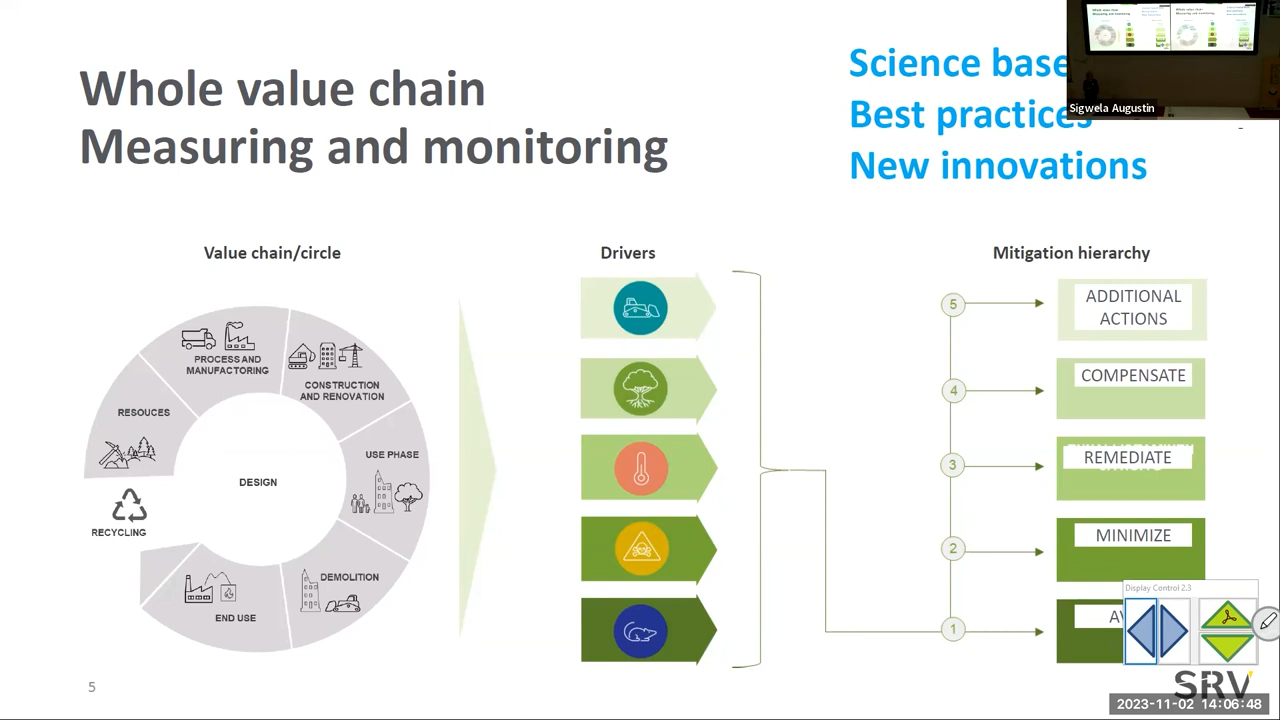 Whole value chain
Measuring and monitoring
Science base
Best practices
New innovations
Sigwela Augustin
Value chain/circle
Drivers
Mitigation hierarchy
PROCESS AND
MANUFACTORING
CONSTRUCTION
AND RENOVATION
RESOUCES
USE PHASE
DESIGN
RECYCLING
DEMOLITION
END USE
5
ADDITIONAL
ACTIONS
4
COMPENSATE
3
REMEDIATE
2
MINIMIZE
1
Display Control 2.3
5
SRV
2023-11-02 14:06:48